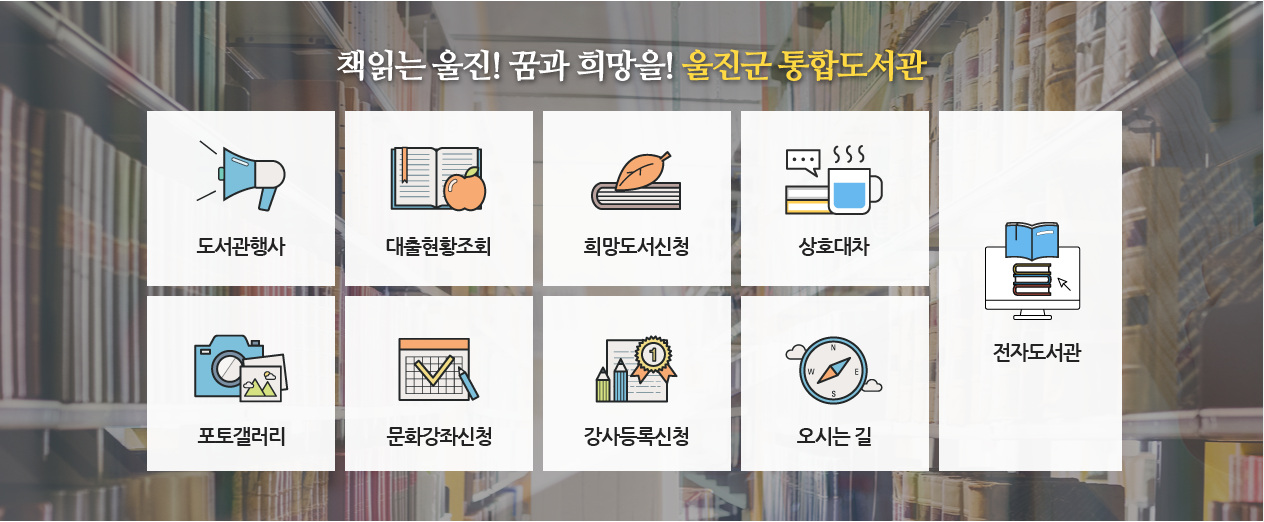 책읽는 울진! 꿈과 희망을! 울진군 통합도서관
도서관행사
대출현황조회
희망도서신청
상호대차
전자도서관
포토갤러리
문화강좌신청
1
강사등록신청
N
W E
S
오시는 길